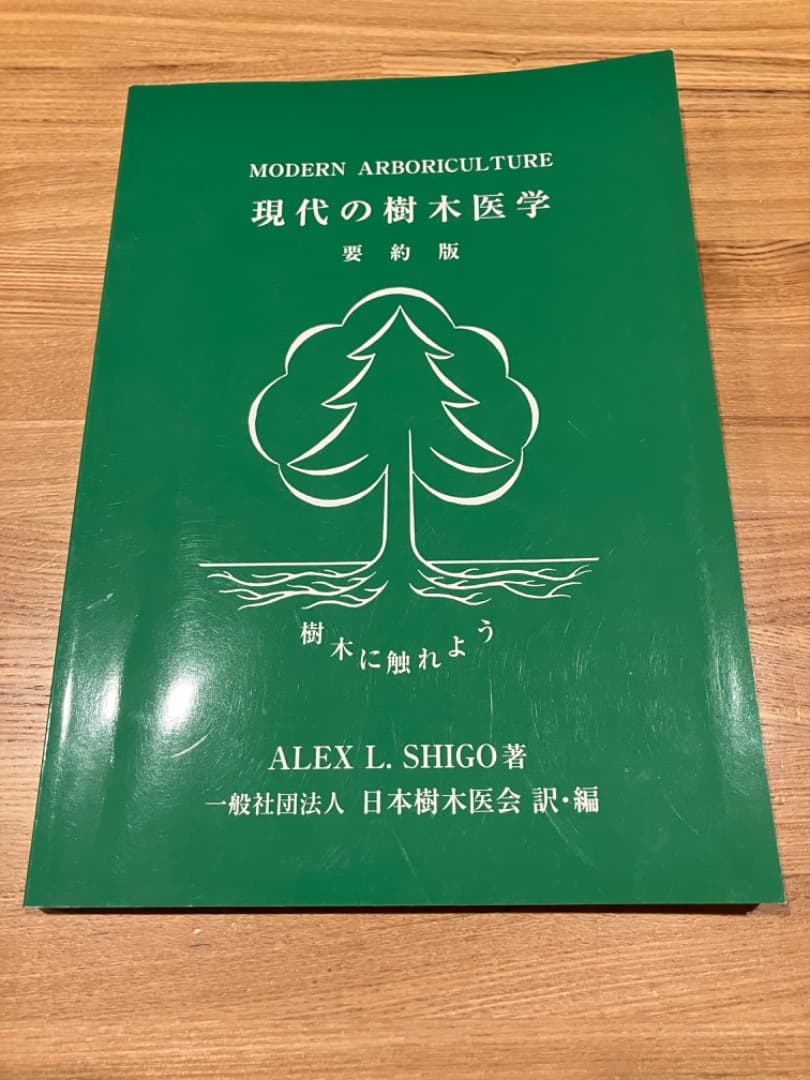 MODERN ARBORICULTURE
現代の樹木医学
要約版
樹木に触れよう
ALEX L. SHIGO著
一般社団法人 日本樹木医会 訳・編